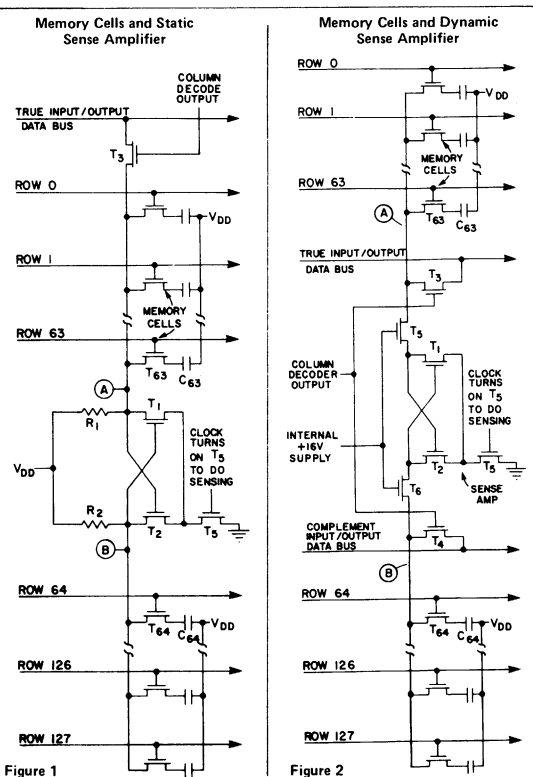 Memory Cells and Static
Sense Amplifier
COLUMN
DECODE
OUTPUT
TRUE INPUT/OUTPUT
DATA BUS
T3
ROW 0
VDD
ROW 1
MEMORY
CELLS
ROW 63
T63
C63
A
R1
T1
CLOCK
TURNS
ON T5
TO DO
SENSING
VDD
R2
T2
T5
B
ROW 64
T64
C64
VDD
ROW 126
ROW 127
Figure 1
Memory Cells and Dynamic
Sense Amplifier
ROW 0
VDD
ROW 1
MEMORY
CELLS
ROW 63
A
T63
C63
TRUE INPUT/OUTPUT
DATA BUS
T3
T5
T1
COLUMN
DECODER
OUTPUT
CLOCK
TURNS
ON T5
TO DO
SENSING
INTERNAL
+16V
SUPPLY
T2
T5
T6
SENSE
AMP
COMPLEMENT
INPUT/OUTPUT
DATA BUS
T4
B
ROW 64
T64
C64
VDD
ROW 126
ROW 127
Figure 2